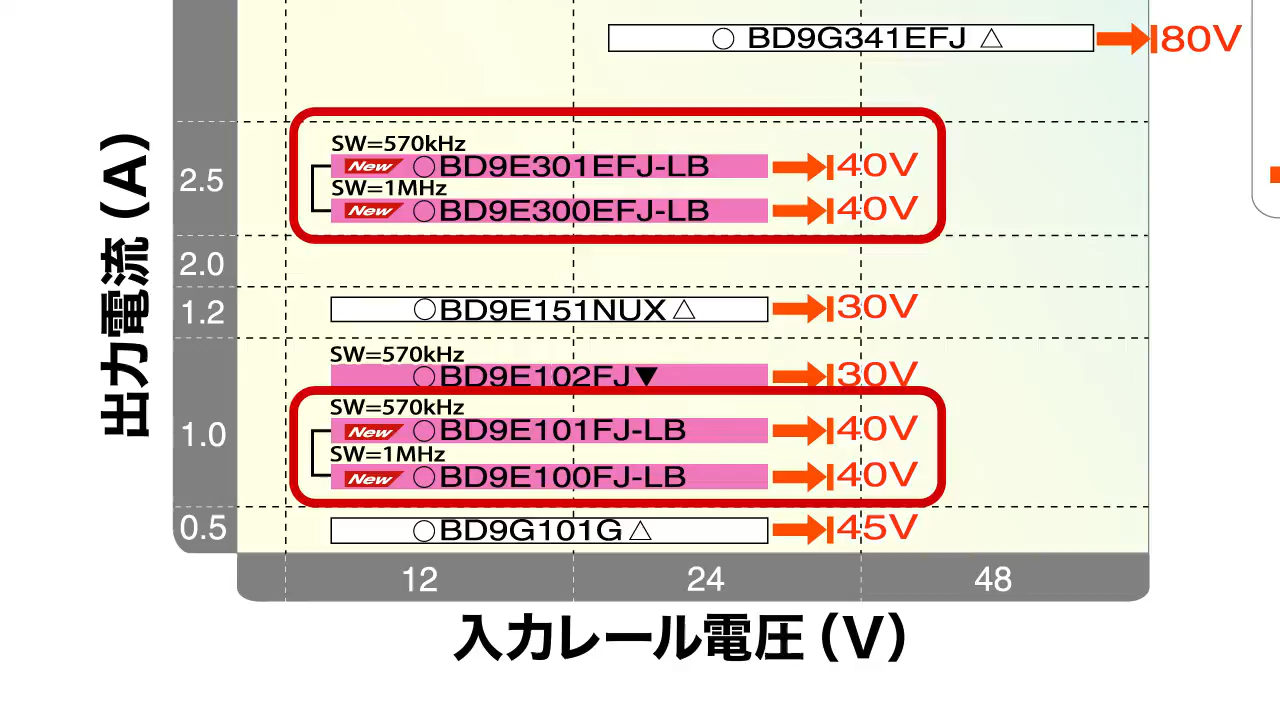 ○ BD9G341EFJ △ 80V
SW=570kHz
2.5
New ○BD9E301EFJ-LB 40V
SW=1MHz
New ○BD9E300EFJ-LB 40V
2.0
1.2
○BD9E151NUX△ 30V
SW=570kHz
○BD9E102FJ▼ 30V
SW=570kHz
1.0
New ○BD9E101FJ-LB 40V
SW=1MHz
New ○BD9E100FJ-LB 40V
0.5
○BD9G101G△ 45V
出力電流(A)
12 24 48
入力レール電圧(V)